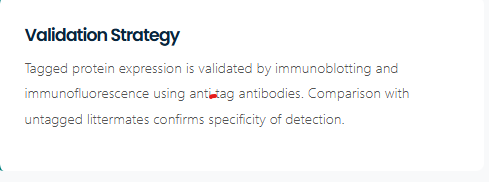 Validation Strategy
Tagged protein expression is validated by immunoblotting and
immunofluorescence using anti-tag antibodies. Comparison with
untagged littermates confirms specificity of detection.